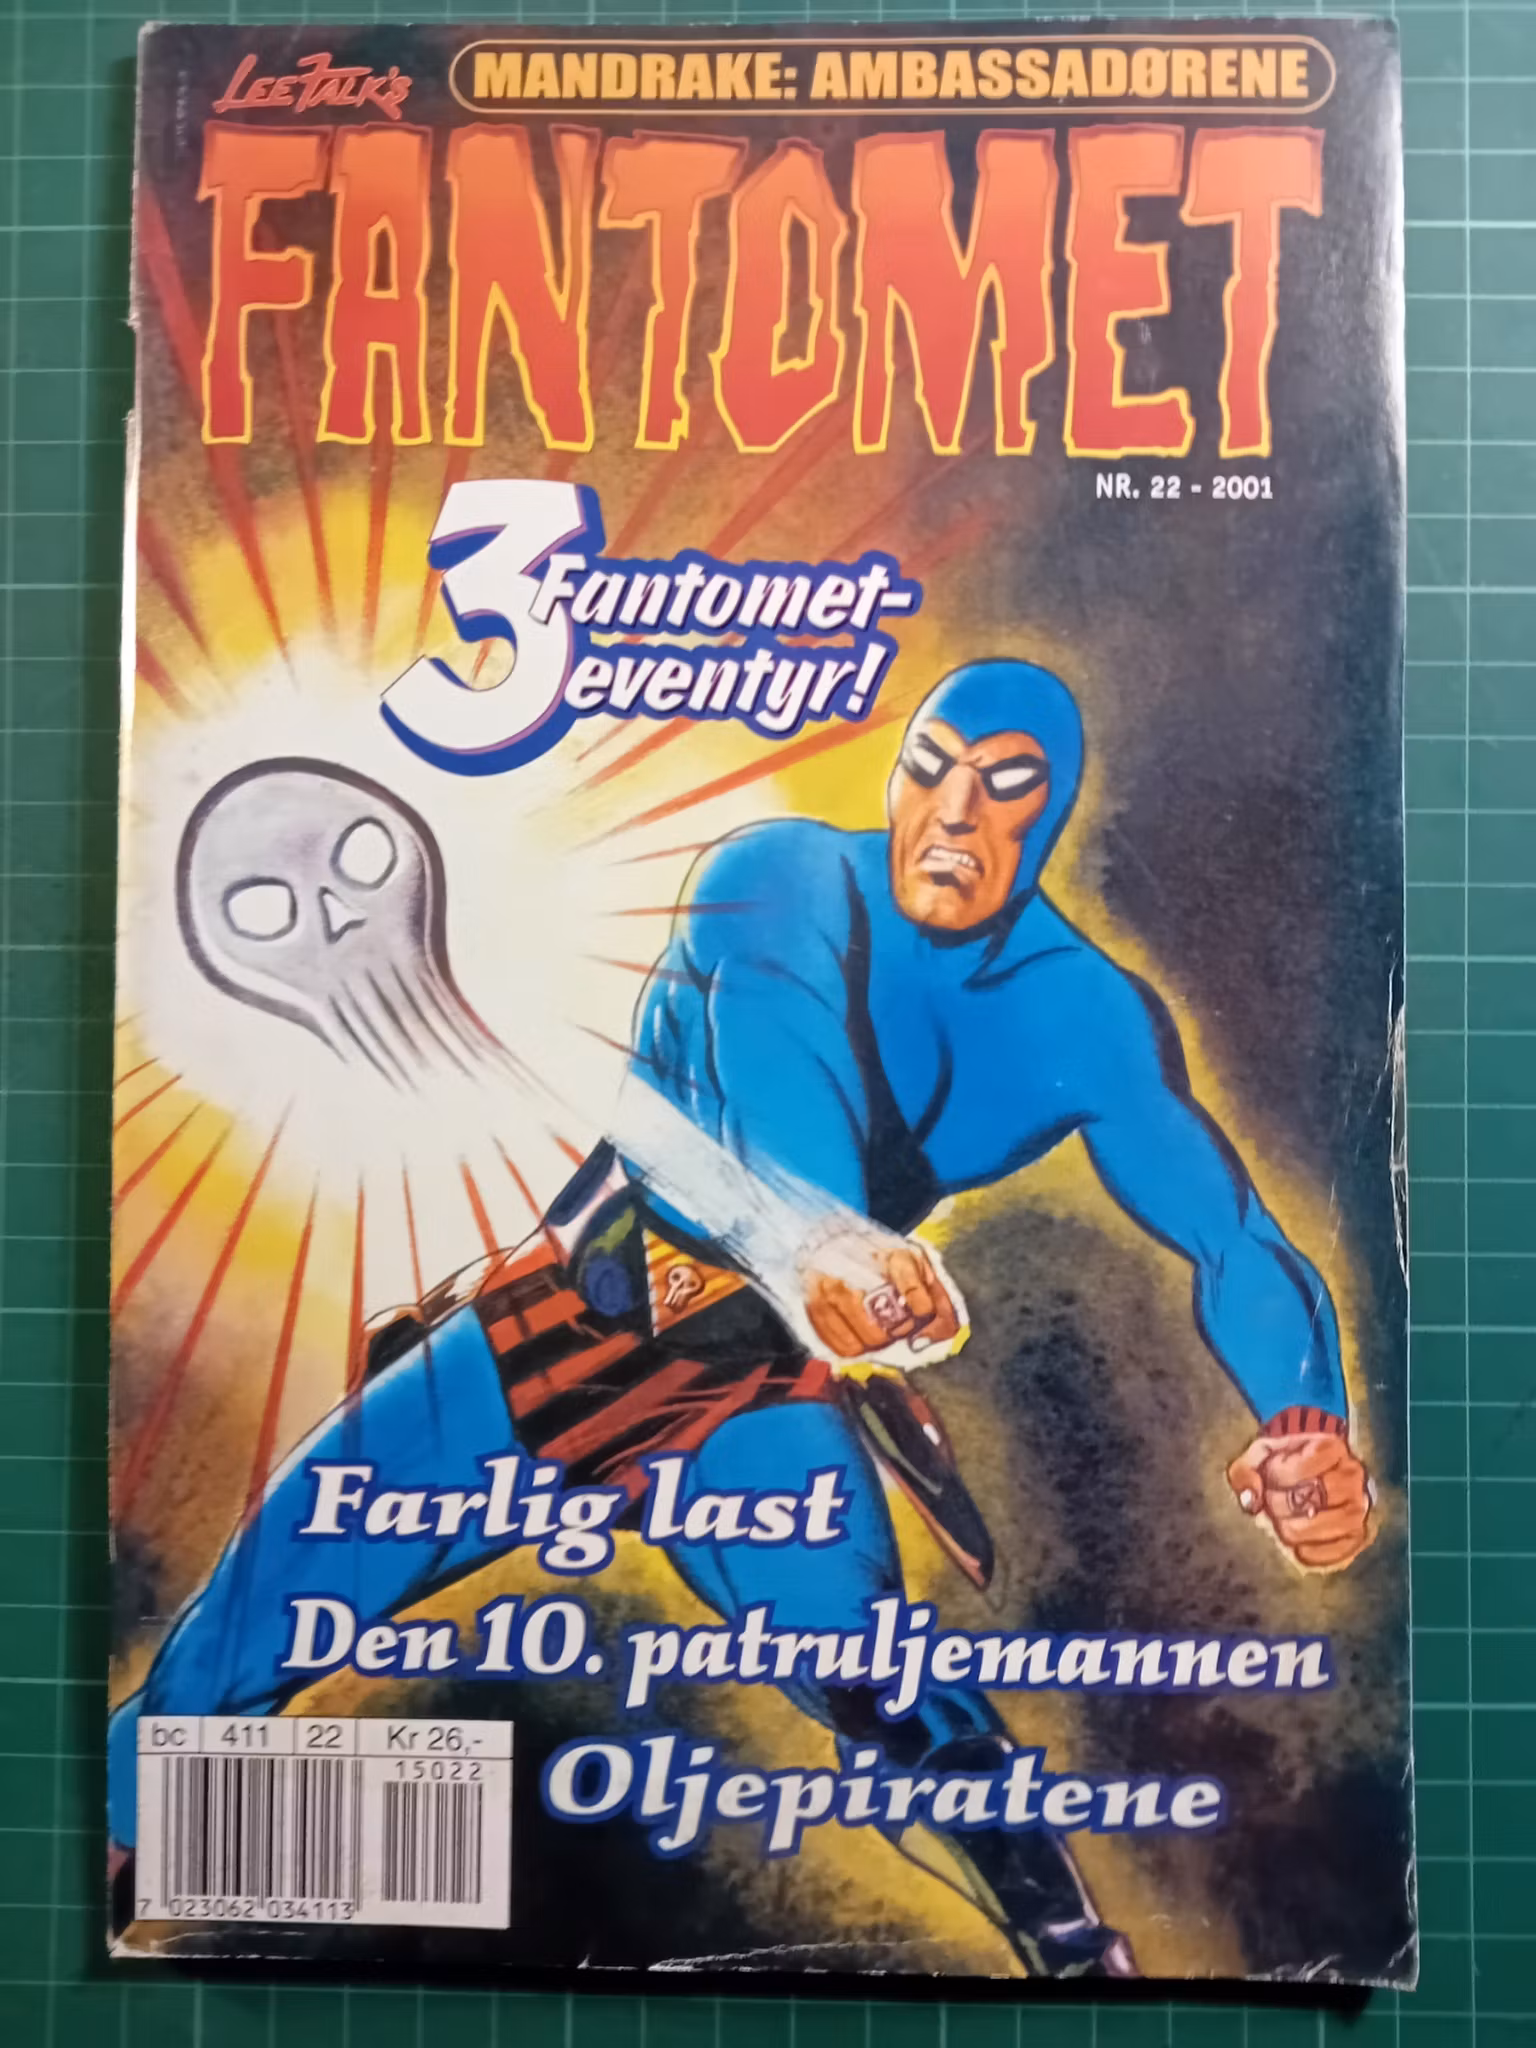 LEE FALK'S
MANDRAKE: AMBASSADØRENE
FANTOMET
NR. 22 - 2001
3 Fantomet-
eventyr!
Farlig last
Den 10. patruljemannen
Oljepiratene
bc 411 22 Kr 26,-
15022
7 023062 034113